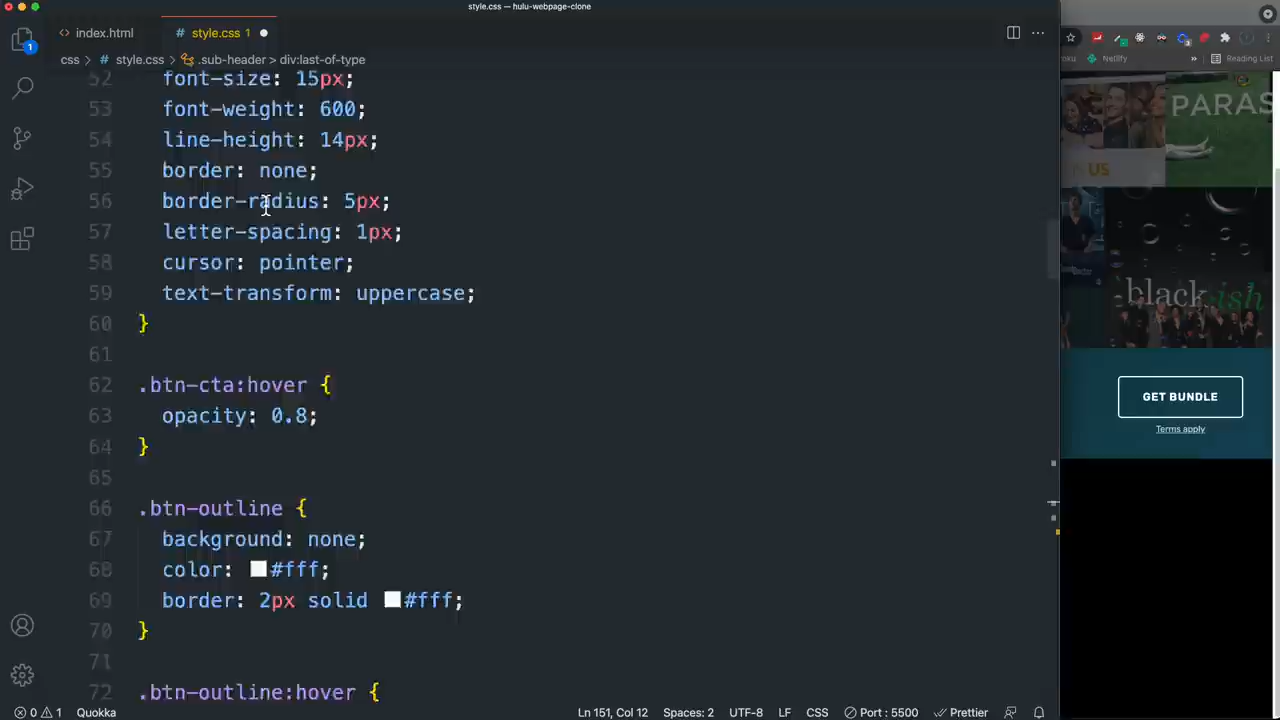 style.css — hulu-webpage-clone
index.html
# style.css 1
css > # style.css > .sub-header > div:last-of-type
oku
Netlify
»
Reading List
52 font-size: 15px;
53 font-weight: 600;
54 line-height: 14px;
55 border: none;
56 border-radius: 5px;
57 letter-spacing: 1px;
58 cursor: pointer;
59 text-transform: uppercase;
60 }
61
62 .btn-cta:hover {
63 opacity: 0.8;
64 }
65
66 .btn-outline {
67 background: none;
68 color: #fff;
69 border: 2px solid #fff;
70 }
71
72 .btn-outline:hover {
PARAS
US
blackish
GET BUNDLE
Terms apply
1
0 1 Quokka
Ln 151, Col 12
Spaces: 2
UTF-8
LF
CSS
Port : 5500
Prettier